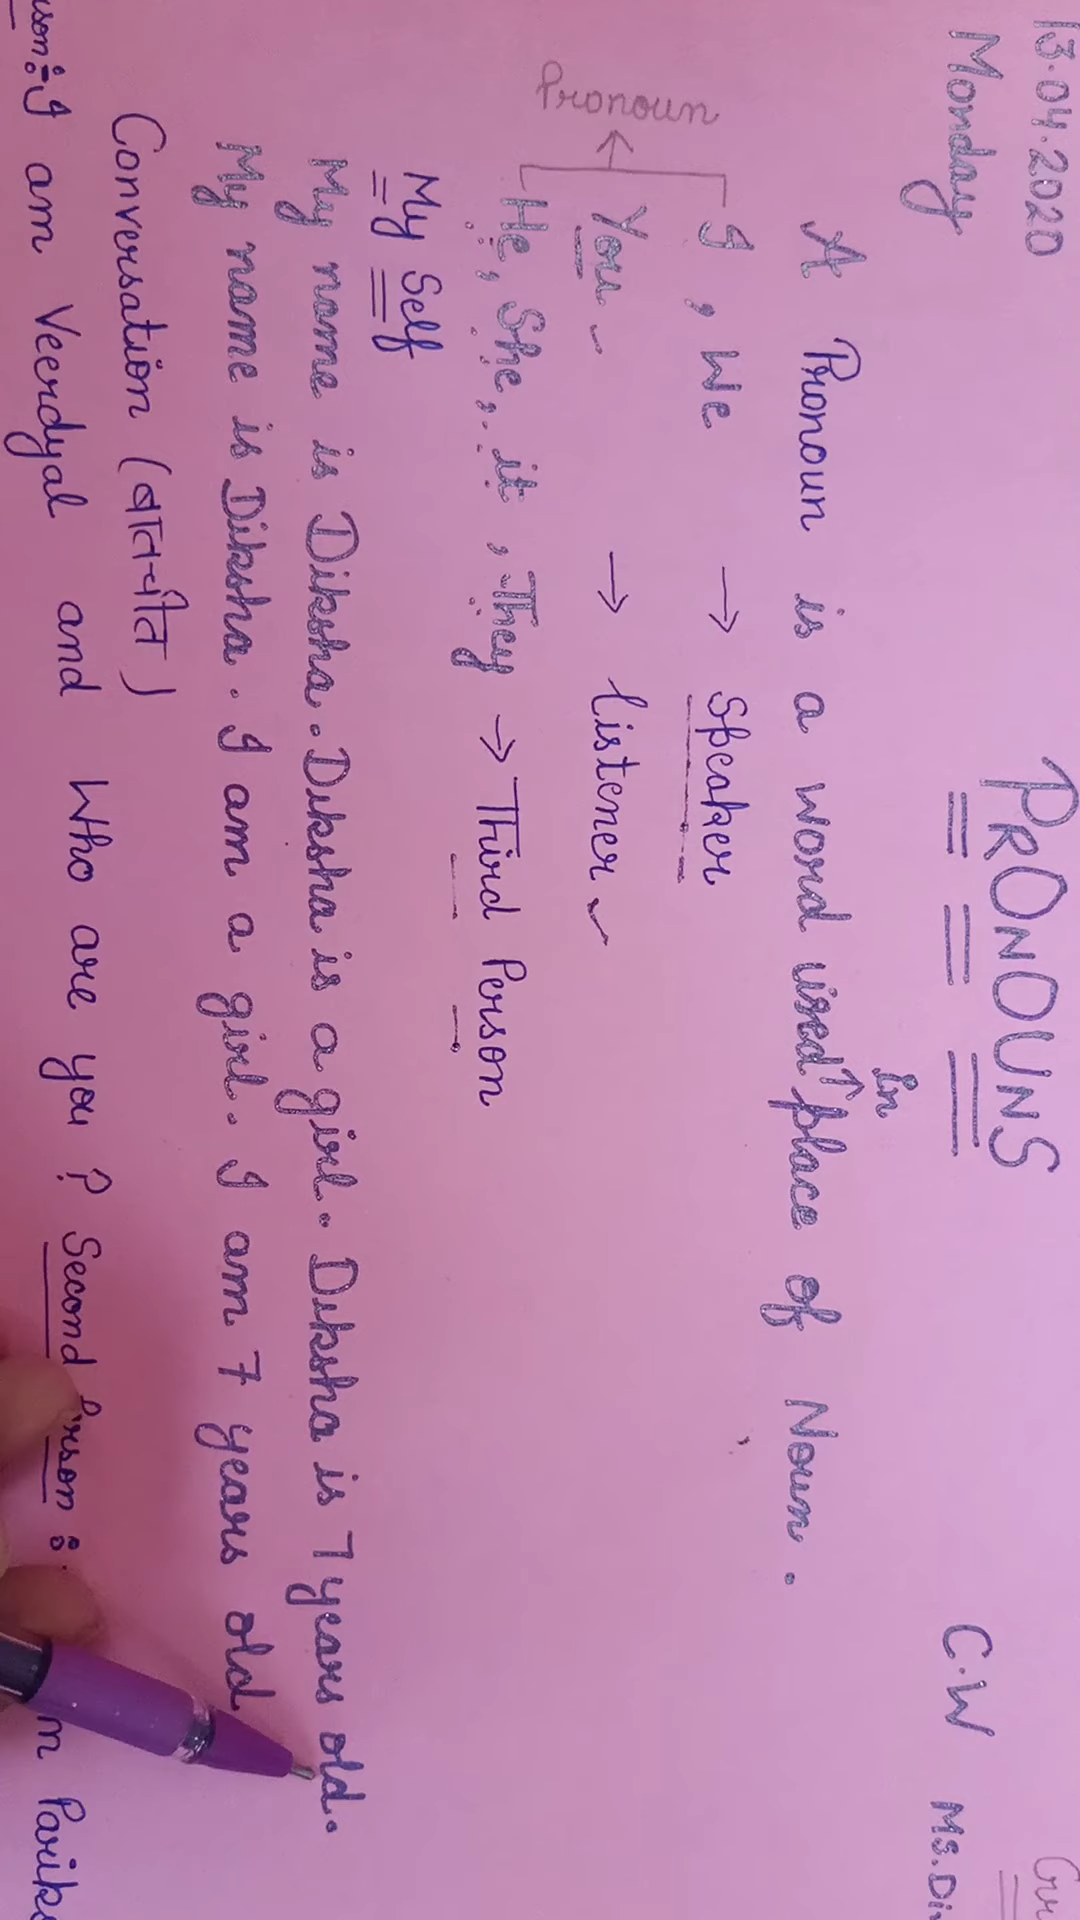 13.04.2020
Monday
PRONOUNS
C.W
Ms.
A Pronoun is a word used In place of Noun.
Pronoun
I, We → Speaker
You → listener
He, She, it, They → Third Person
My Self
My name is Diksha. Diksha is a girl. Diksha is 7 years old.
My name is Diksha. I am a girl. I am 7 years old
Conversation (बातचीत)
I am Veerdyal and Who are you? Second Person: